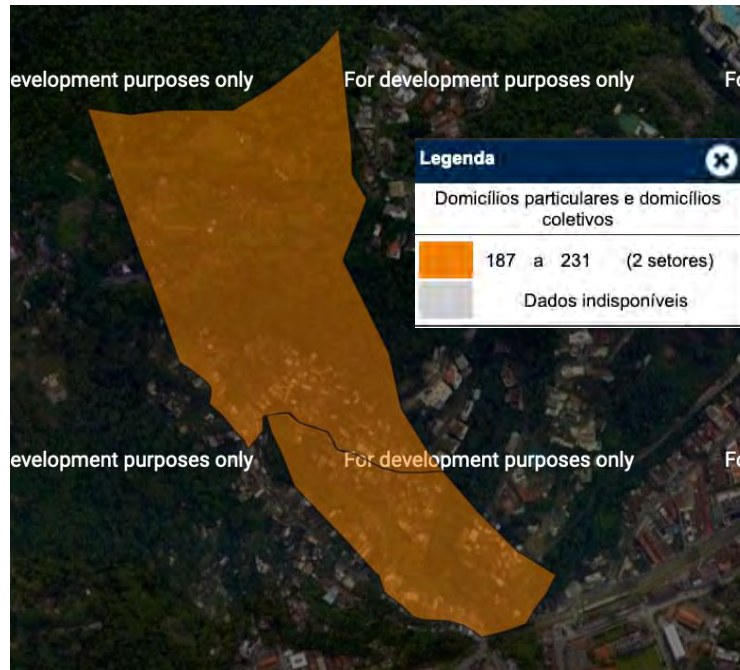 evelopment purposes only
For development purposes only
Fo
Legenda
Domicílios particulares e domicílios
coletivos
187 a 231 (2 setores)
Dados indisponíveis
evelopment purposes only
For development purposes only
Fo